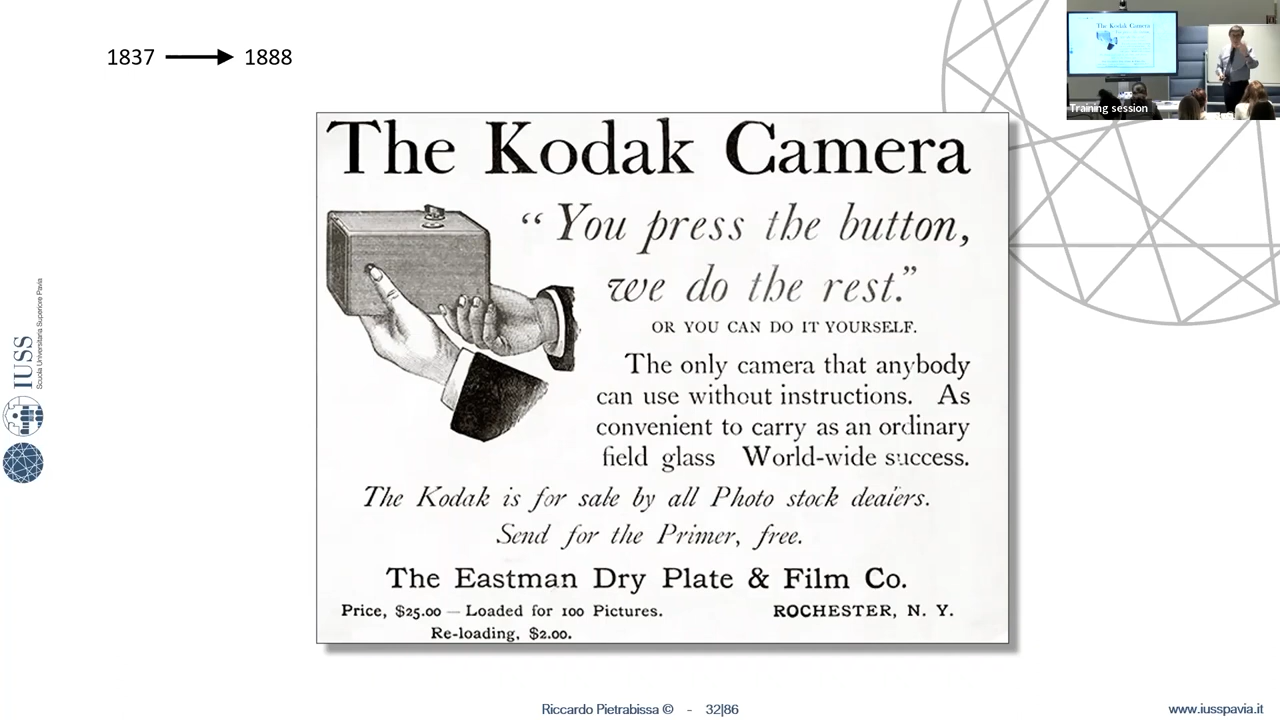 1837 → 1888
Training session
The Kodak Camera
“ You press the button,
we do the rest.”
OR YOU CAN DO IT YOURSELF.
The only camera that anybody
can use without instructions. As
convenient to carry as an ordinary
field glass World-wide success.
The Kodak is for sale by all Photo stock dealers.
Send for the Primer, free.
The Eastman Dry Plate & Film Co.
Price, $25.00 — Loaded for 100 Pictures. ROCHESTER, N. Y.
Re-loading, $2.00.
IUSS
Scuola Universitaria Superiore Pavia
Riccardo Pietrabissa © - 32|86
www.iusspavia.it